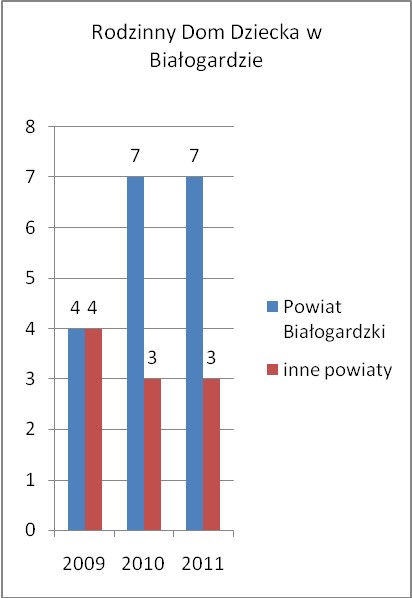 Rodzinny Dom Dziecka w
Białogardzie
8
7
6
5
4
3
2
1
0
4 4
7
3
7
3
2009 2010 2011
Powiat
Białogardzki
inne powiaty